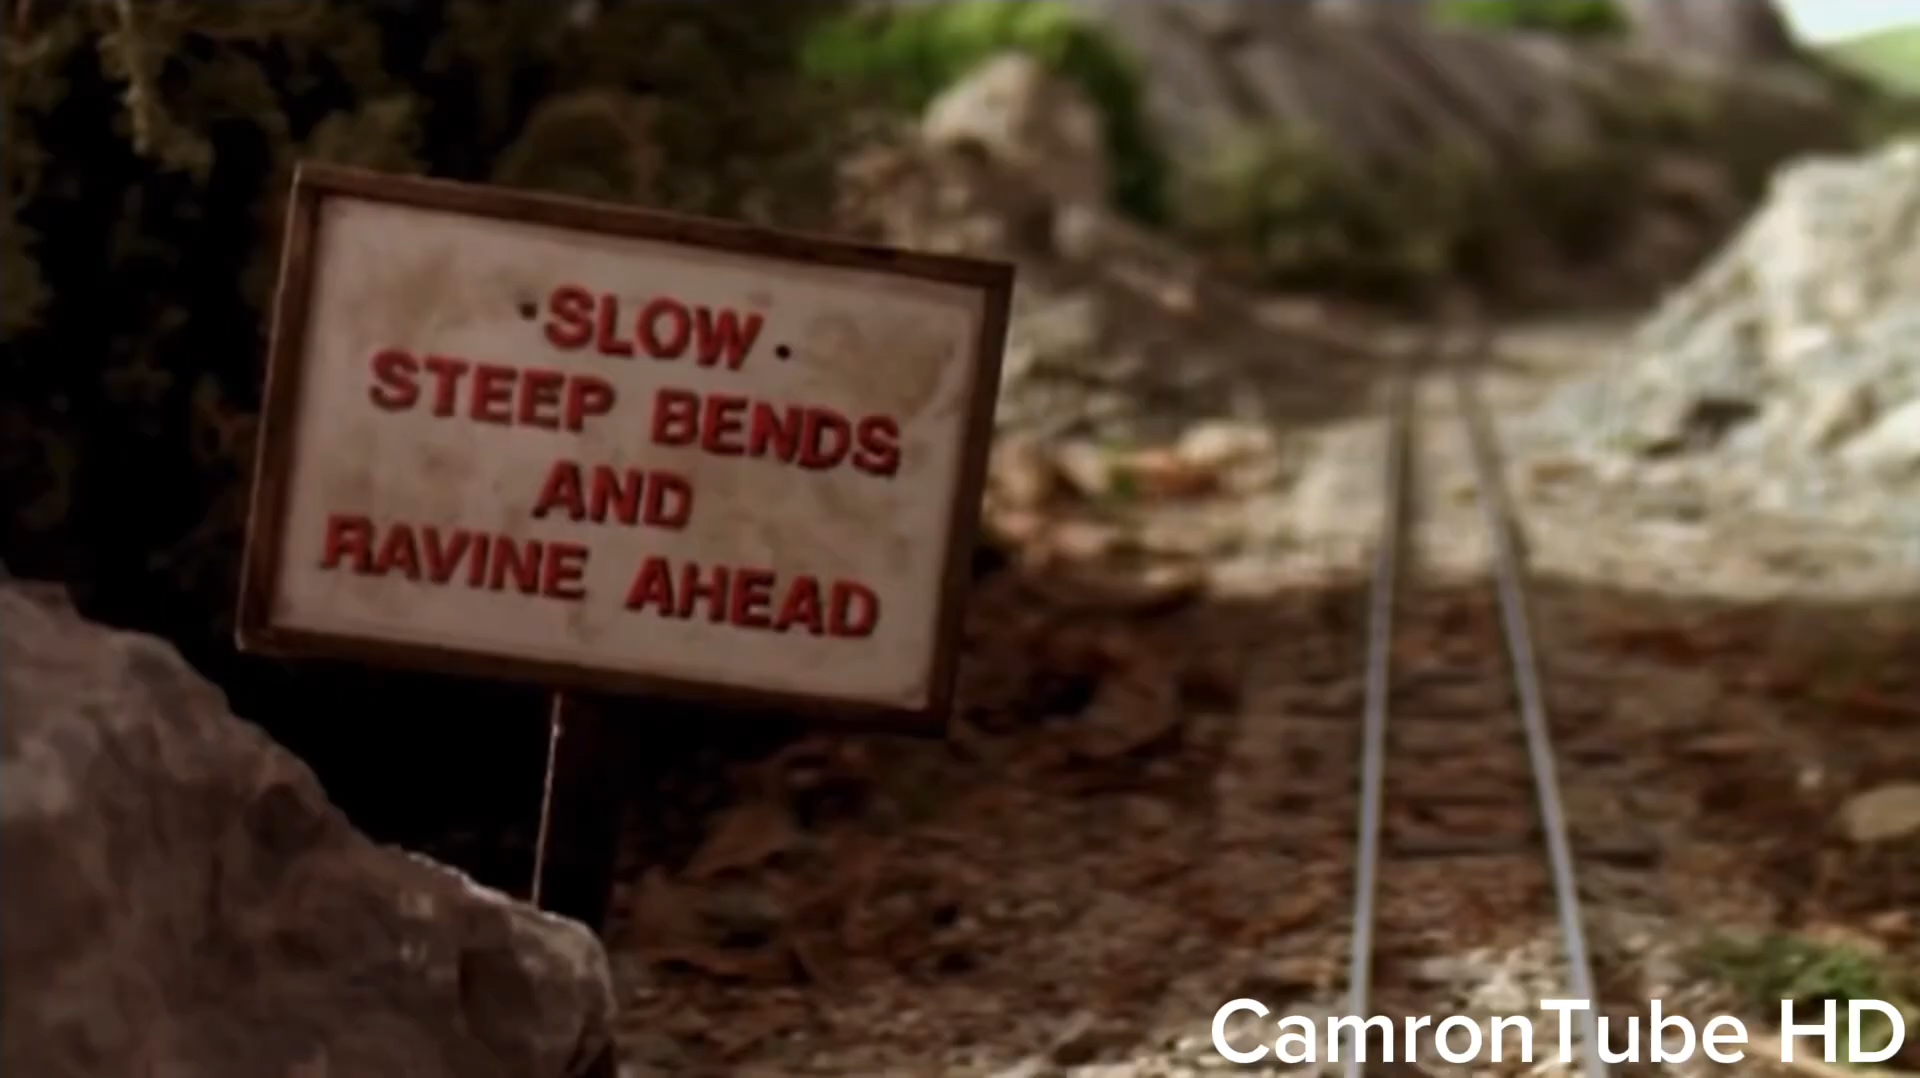 ·SLOW·
STEEP BENDS
AND
RAVINE AHEAD
CamronTube HD